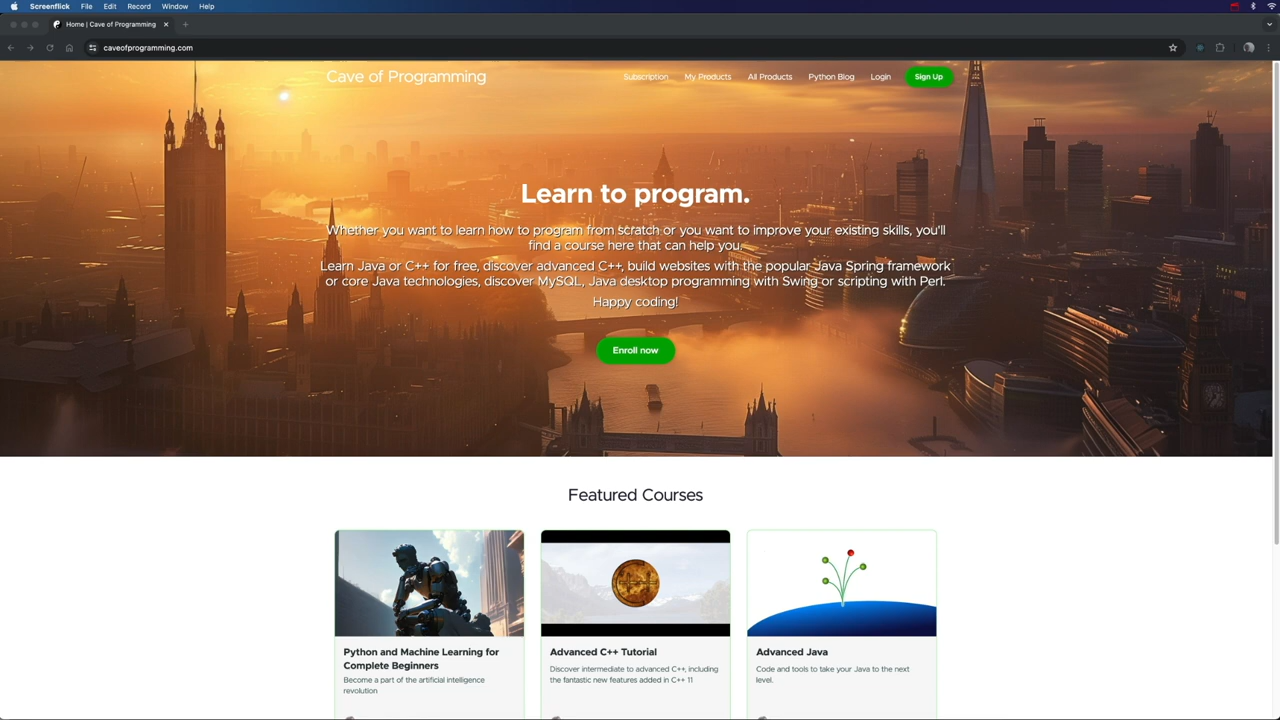 Screenflick File Edit Record Window Help
Home | Cave of Programming
caveofprogramming.com
Cave of Programming
Subscription My Products All Products Python Blog Login Sign Up
Learn to program.
Whether you want to learn how to program from scratch or you want to improve your existing skills, you'll
find a course here that can help you.
Learn Java or C++ for free, discover advanced C++, build websites with the popular Java Spring framework
or core Java technologies, discover MySQL, Java desktop programming with Swing or scripting with Perl.
Happy coding!
Enroll now
Featured Courses
Python and Machine Learning for
Complete Beginners
Become a part of the artificial intelligence
revolution
Advanced C++ Tutorial
Discover intermediate to advanced C++, including
the fantastic new features added in C++ 11
Advanced Java
Code and tools to take your Java to the next
level.